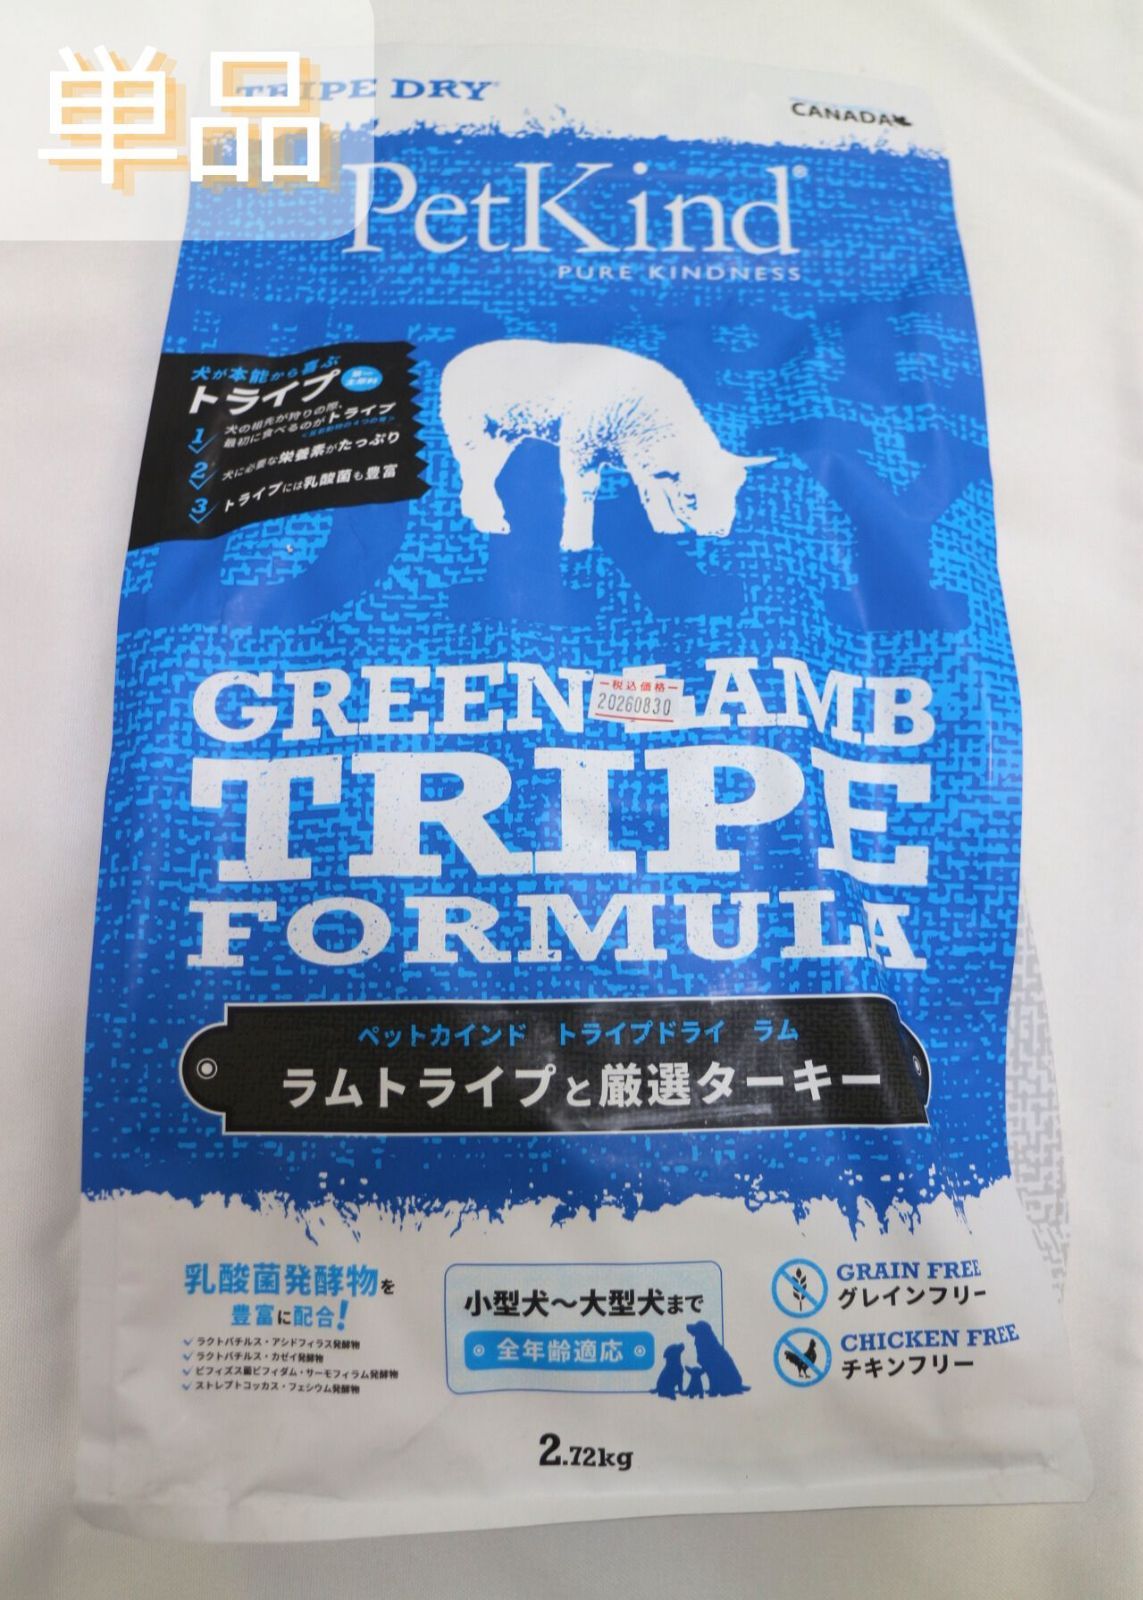 単品
TRIPE DRY
CANADA
PetKind®
PURE KINDNESS
犬が本能から喜ぶ
トライプ
第一主原料
1 犬の祖先が狩りの際、
最初に食べるのがトライプ
2 犬に必要な栄養素がたっぷり
3 トライプには乳酸菌も豊富
税込価格
20260830
GREEN LAMB
TRIPE
FORMULA
ペットカインド トライプドライ ラム
ラムトライプと厳選ターキー
乳酸菌発酵物を
豊富に配合!
ラクトバチルス・アシドフィラス発酵物
ラクトバチルス・カゼイ発酵物
ビフィズス菌ビフィダム・サーモフィラム発酵物
ストレプトコッカス・フェシウム発酵物
小型犬〜大型犬まで
全年齢適応
GRAIN FREE
グレインフリー
CHICKEN FREE
チキンフリー
2.72kg